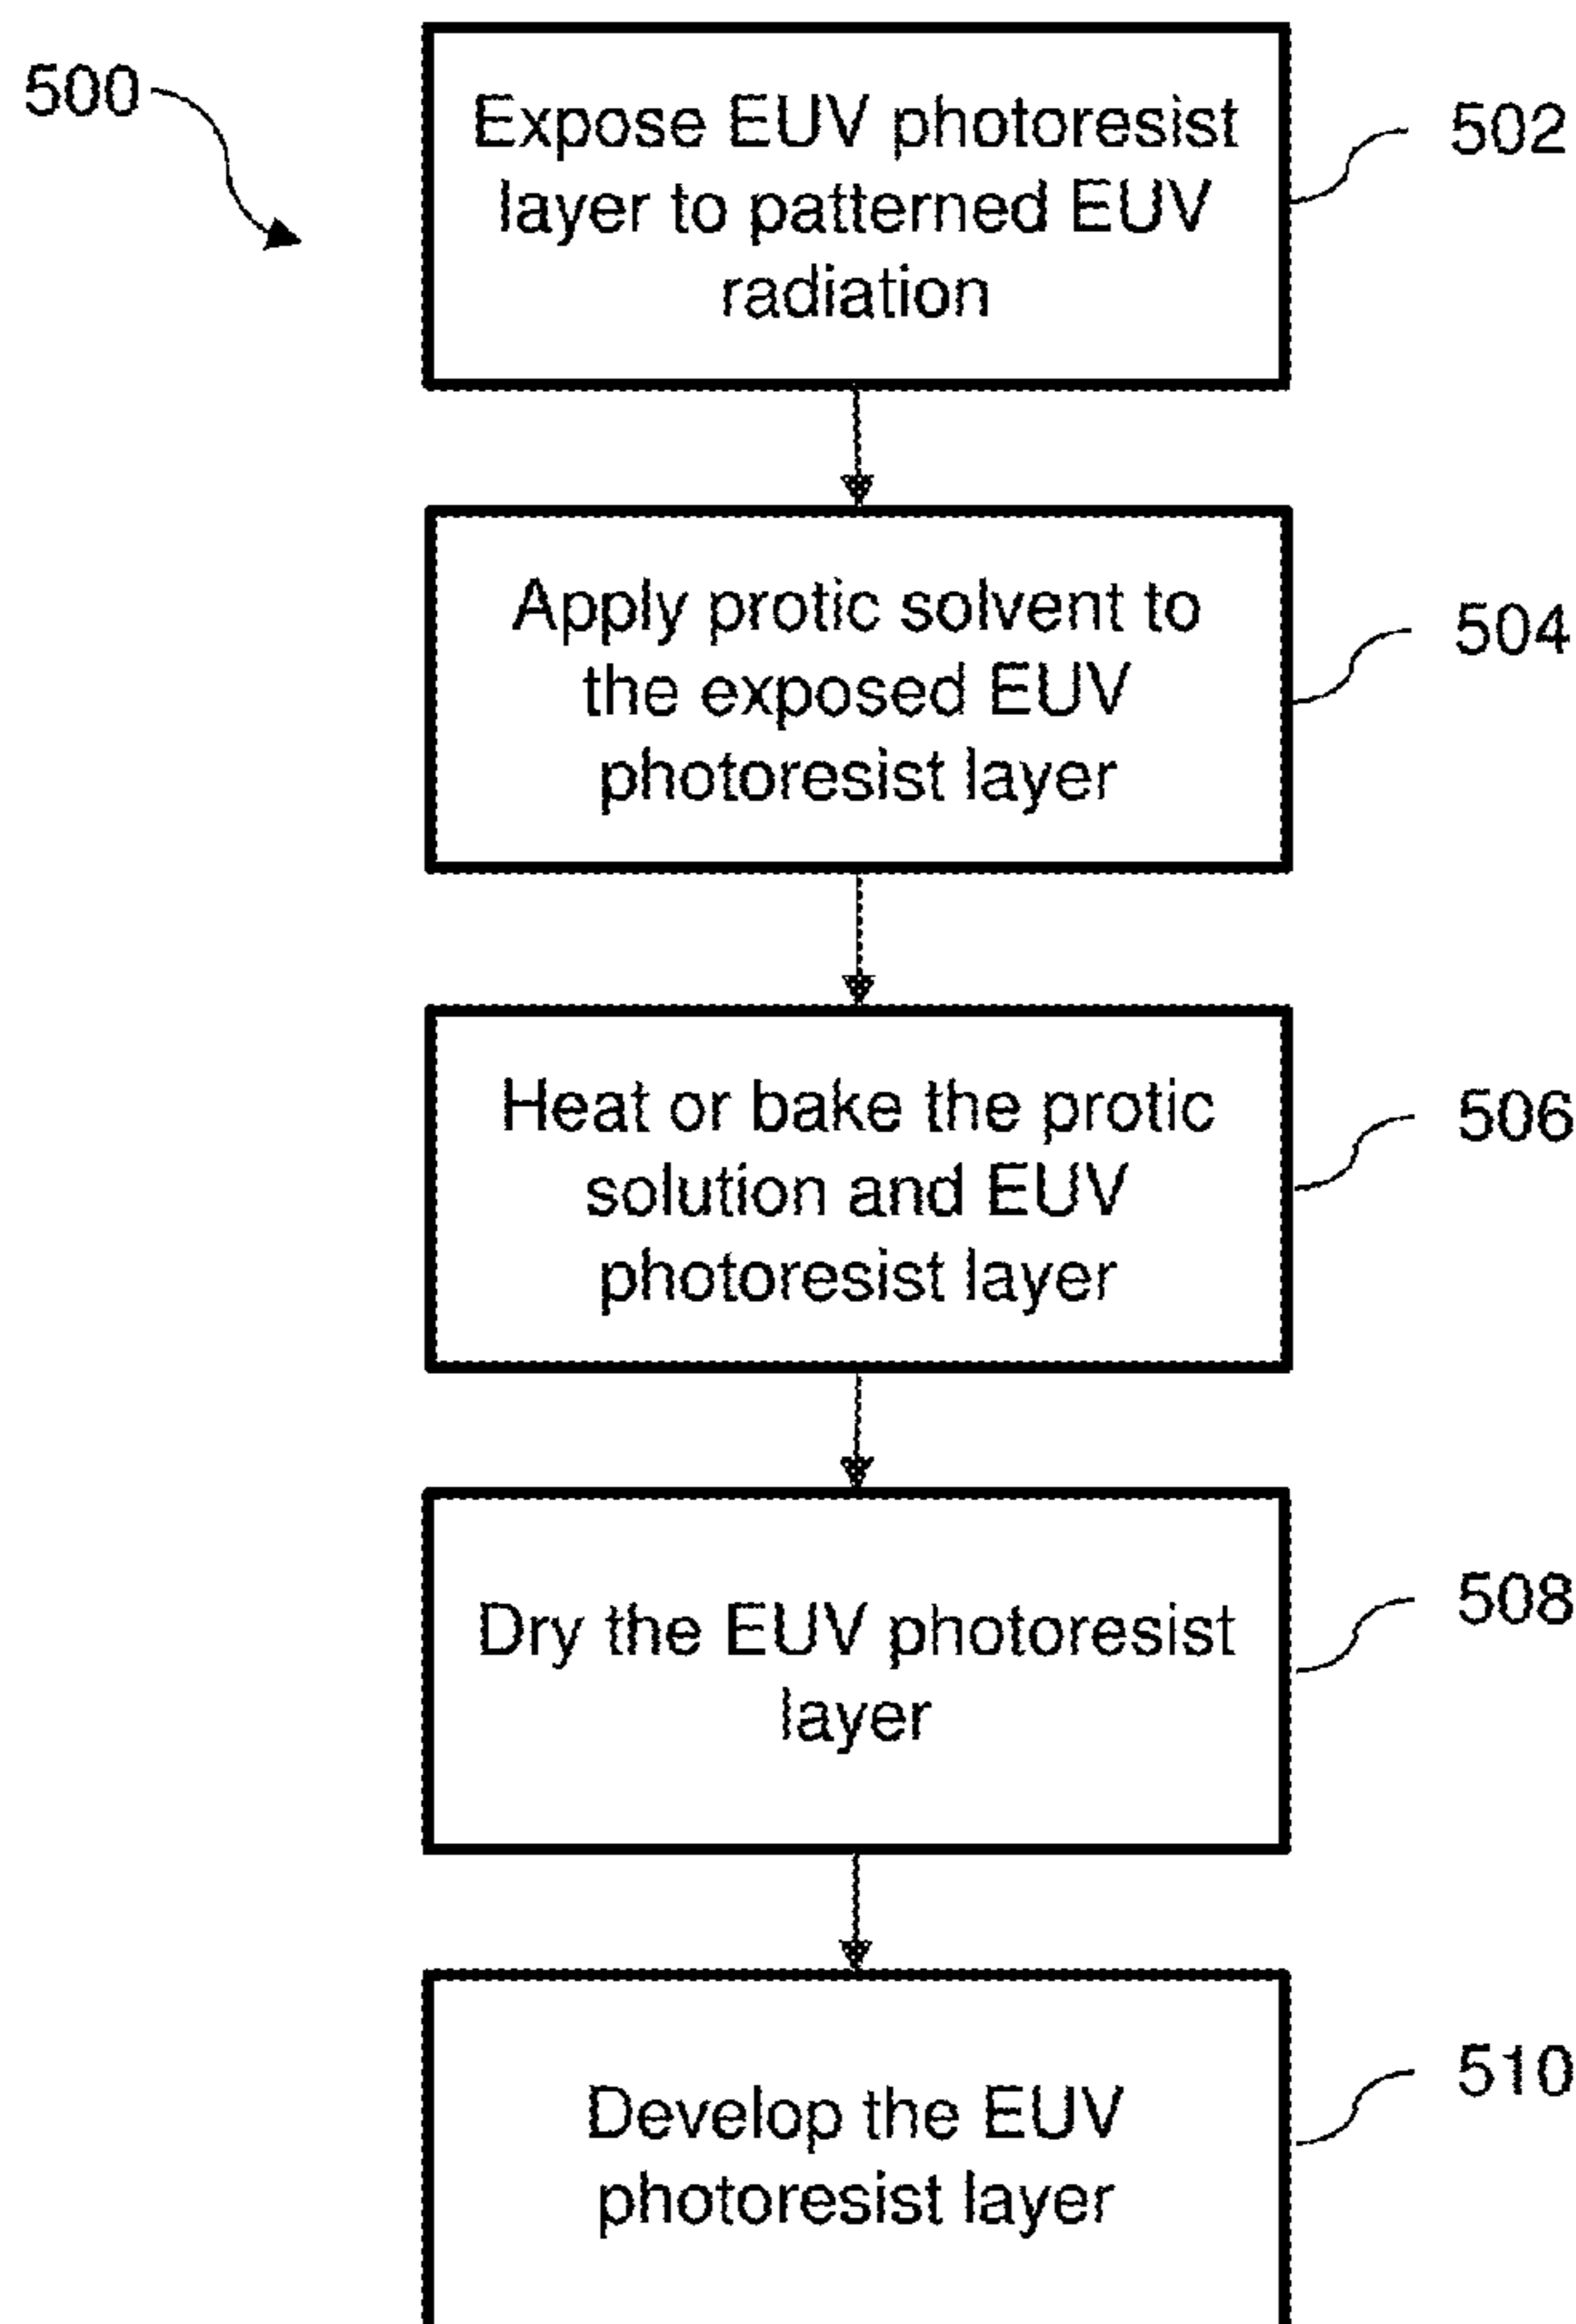 500
Expose EUV photoresist
layer to patterned EUV
radiation
502
Apply protic solvent to
the exposed EUV
photoresist layer
504
Heat or bake the protic
solution and EUV
photoresist layer
506
Dry the EUV photoresist
layer
508
Develop the EUV
photoresist layer
510